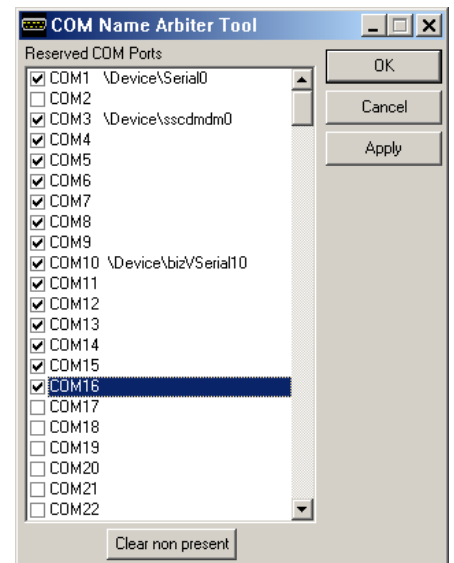 COM Name Arbiter Tool
Reserved COM Ports
COM1 \Device\Serial0
COM2
COM3 \Device\sscdmdm0
COM4
COM5
COM6
COM7
COM8
COM9
COM10 \Device\bizVSerial10
COM11
COM12
COM13
COM14
COM15
COM16
COM17
COM18
COM19
COM20
COM21
COM22
OK
Cancel
Apply
Clear non present